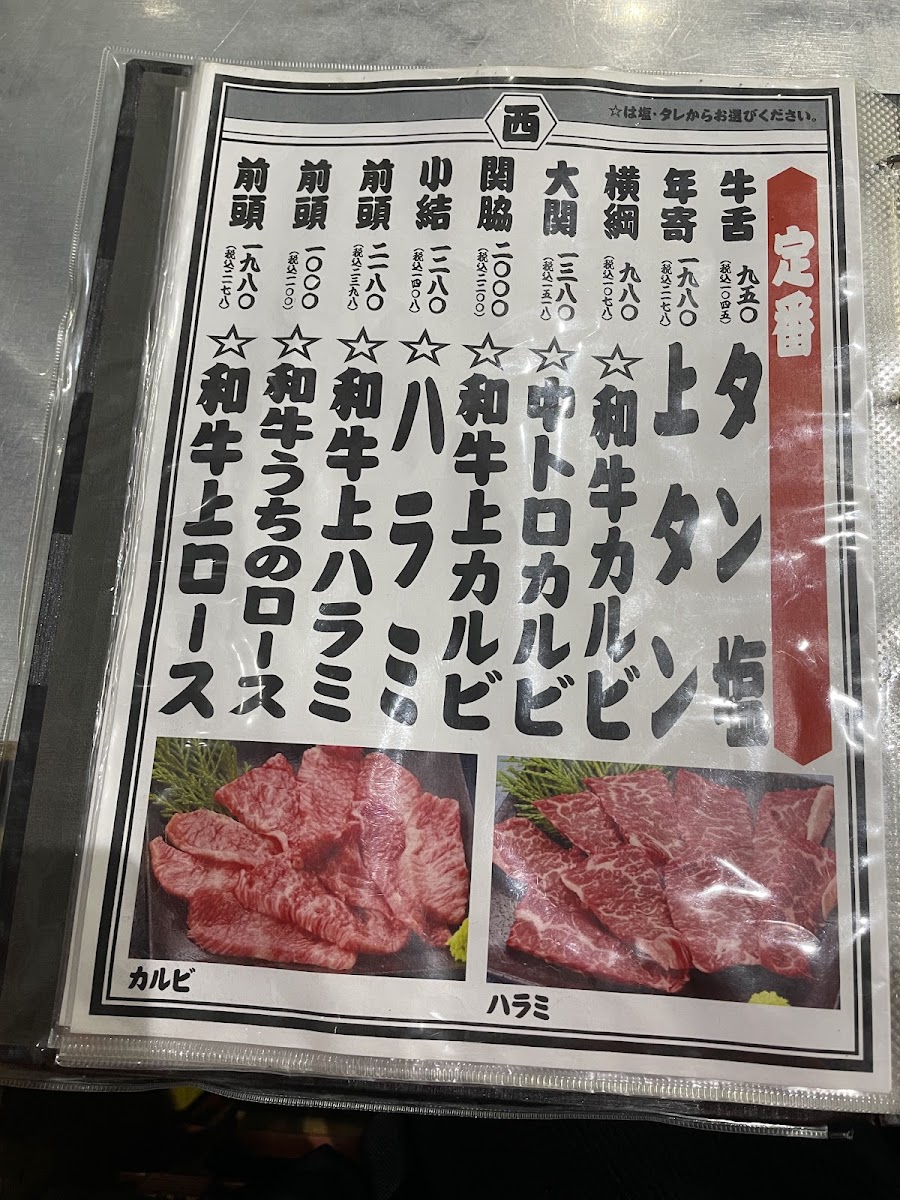 西
☆は塩・タレからお選びください。
定番
牛舌 九五〇 (税込一〇四五) タン塩
年寄 一九八〇 (税込二一七八) 上タン
横綱 九八〇 (税込一〇七八) ☆和牛カルビ
大関 一三八〇 (税込一五一八) ☆中トロカルビ
関脇 二〇〇〇 (税込二二〇〇) ☆和牛上カルビ
小結 一二八〇 (税込一四〇八) ☆ハラミ
前頭 二一八〇 (税込二三九八) ☆和牛上ハラミ
前頭 一〇〇〇 (税込一一〇〇) ☆和牛うちのロース
前頭 一九八〇 (税込二一七八) ☆和牛上ロース
カルビ
ハラミ